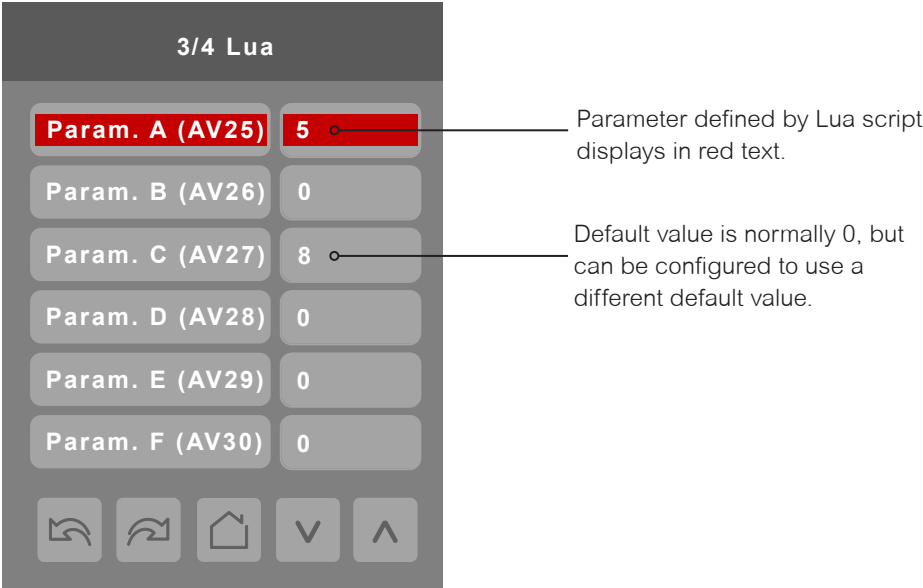 3/4 Lua
Param. A (AV25) 5
Parameter defined by Lua script
displays in red text.
Param. B (AV26) 0
Param. C (AV27) 8
Default value is normally 0, but
can be configured to use a
different default value.
Param. D (AV28) 0
Param. E (AV29) 0
Param. F (AV30) 0